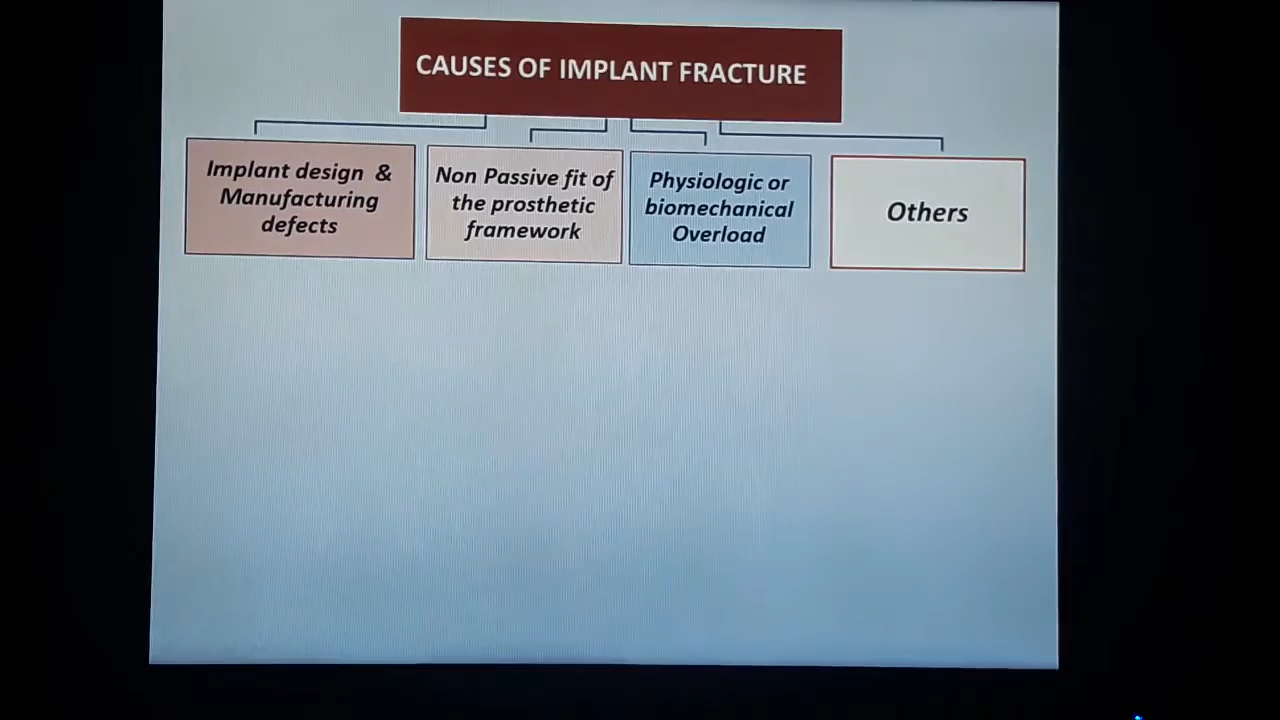 CAUSES OF IMPLANT FRACTURE
Implant design &
Manufacturing
defects
Non Passive fit of
the prosthetic
framework
Physiologic or
biomechanical
Overload
Others